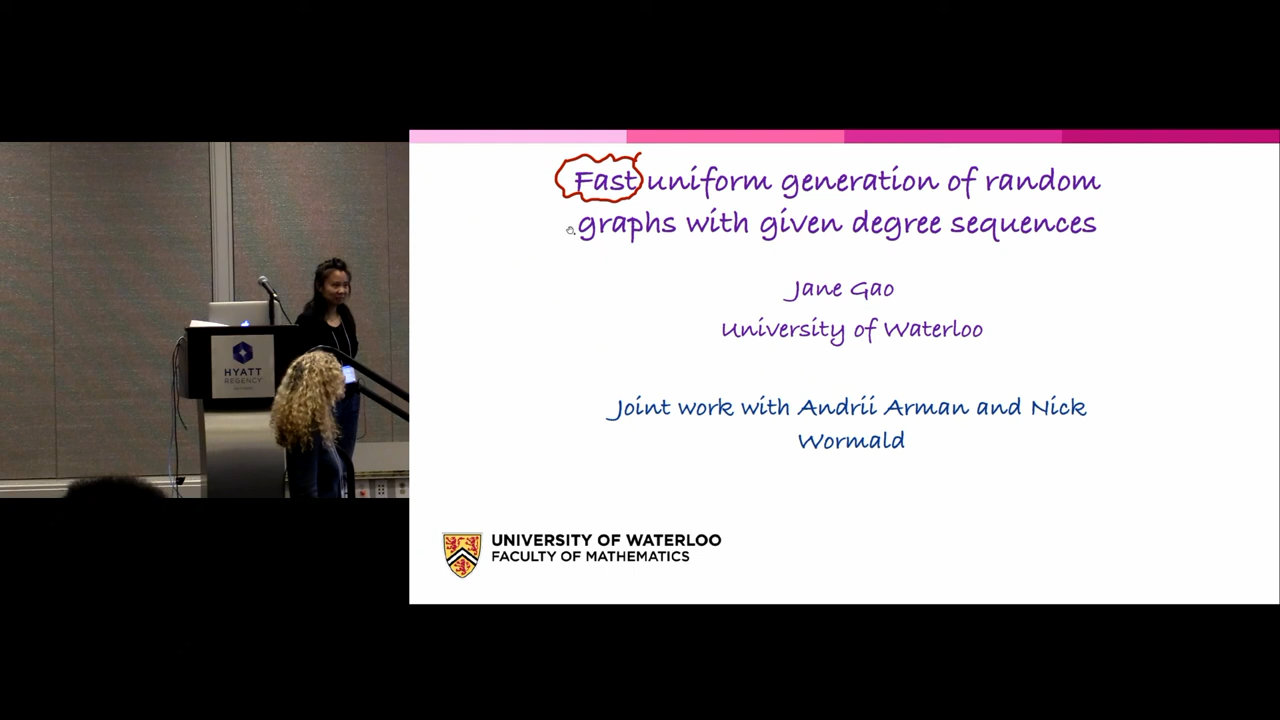 Fast uniform generation of random
graphs with given degree sequences
Jane Gao
University of Waterloo
Joint work with Andrii Arman and Nick
Wormald
UNIVERSITY OF WATERLOO
FACULTY OF MATHEMATICS
HYATT
REGENCY